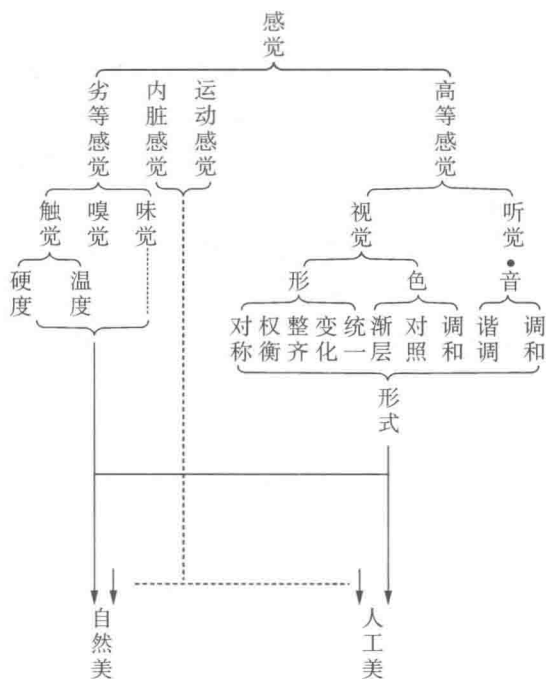 感觉
劣等感觉
内脏感觉
运动感觉
高等感觉
触觉
嗅觉
味觉
视觉
听觉
硬度
温度
形
色
音
对称
权衡
整齐
变化
统一
渐层
对照
调和
谐调
调和
形式
自然美
人工美